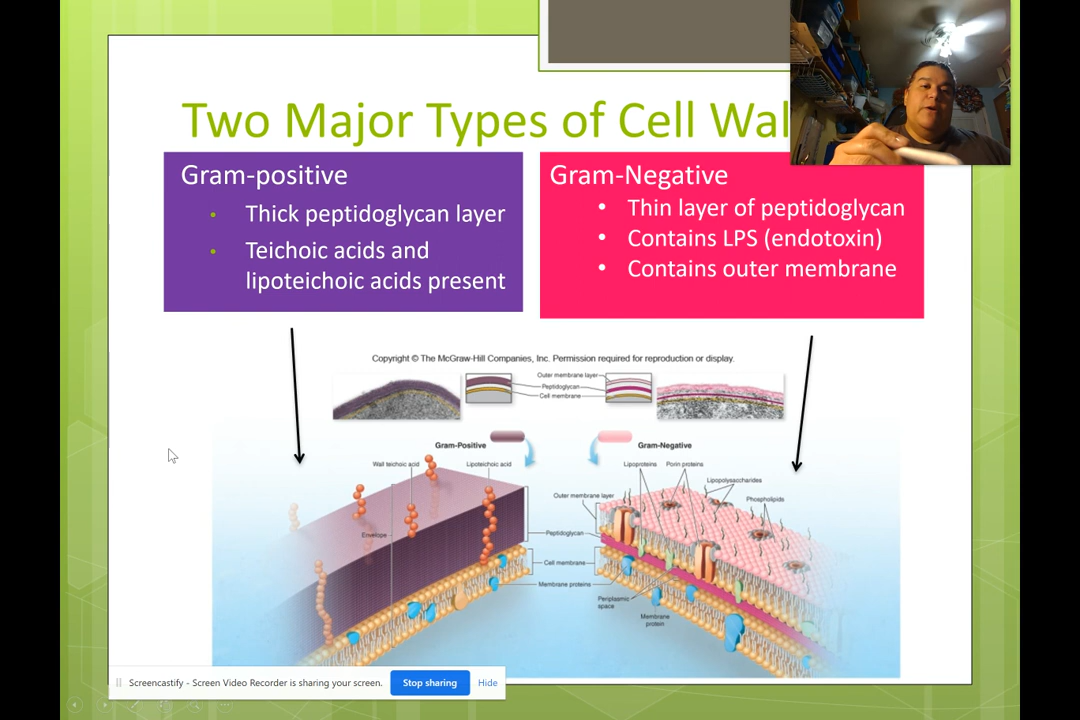 Two Major Types of Cell Wal
Gram-positive
• Thick peptidoglycan layer
• Teichoic acids and
lipoteichoic acids present
Gram-Negative
• Thin layer of peptidoglycan
• Contains LPS (endotoxin)
• Contains outer membrane
Copyright © The McGraw-Hill Companies, Inc. Permission required for reproduction or display.
Outer membrane layer
Peptidoglycan
Cell membrane
Gram-Positive
Gram-Negative
Wall teichoic acid
Lipoteichoic acid
Lipoproteins
Porin proteins
Lipopolysaccharides
Phospholipids
Outer membrane layer
Envelope
Peptidoglycan
Cell membrane
Membrane proteins
Periplasmic
space
Membrane
protein
Screencastify - Screen Video Recorder is sharing your screen.
Stop sharing
Hide